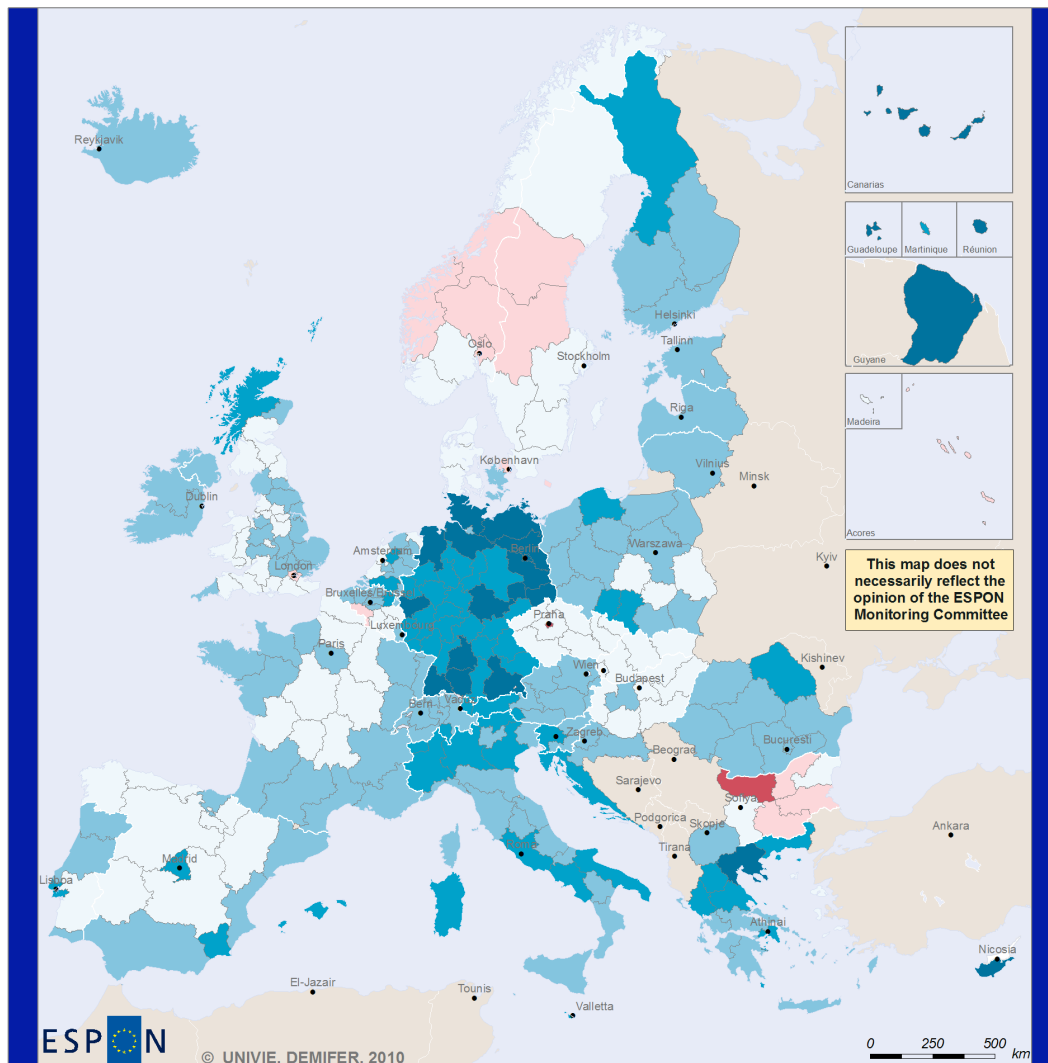 Reykjavik
Canarias
Guadeloupe
Martinique
Réunion
Guyane
Madeira
Acores
This map does not
necessarily reflect the
opinion of the ESPON
Monitoring Committee
Oslo
Stockholm
Helsinki
Tallinn
Riga
København
Vilnius
Minsk
Dublin
London
Amsterdam
Berlin
Warszawa
Kyiv
Bruxelles/
Luxembourg
Praha
Paris
Wien
Budapest
Kishinev
Bern
Zagreb
Beograd
Bucuresti
Sarajevo
Sofiya
Podgorica
Skopje
Tirana
Ankara
Madrid
Lisboa
Roma
Athinai
Nicosia
El-Jazair
Tounis
Valletta
ESPON
© UNIVIE, DEMIFER, 2010
0 250 500
km